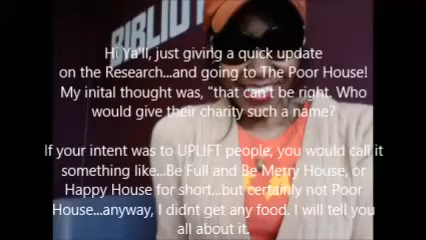 BIBLIOT
Hi Ya'll, just giving a quick update
on the Research...and going to The Poor House!
My inital thought was, "that can't be right. Who
would give their charity such a name?
If your intent was to UPLIFT people, you would call it
something like...Be Full and Be Merry House, or
Happy House for short...but certainly not Poor
House...anyway, I didnt get any food. I will tell you
all about it.